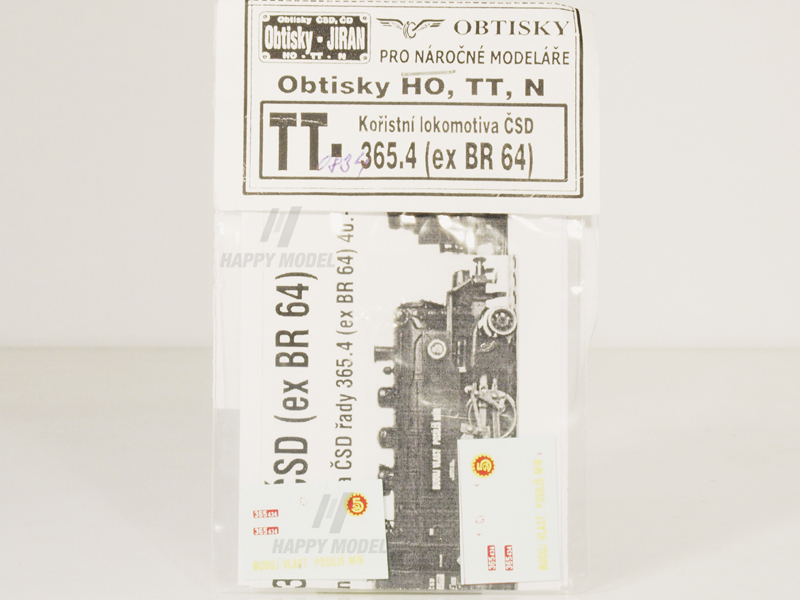 Obtisky ČSD, ČD
Obtisky · JIRAN
HO · TT · N
OBTISKY
PRO NÁROČNÉ MODELÁŘE
Obtisky HO, TT, N
TT.
Kořistní lokomotiva ČSD
365.4 (ex BR 64)
0834
HAPPY MODEL
ČSD (ex BR 64)
ČSD řady 365.4 (ex BR 64) 40.-
HAPPY MODEL